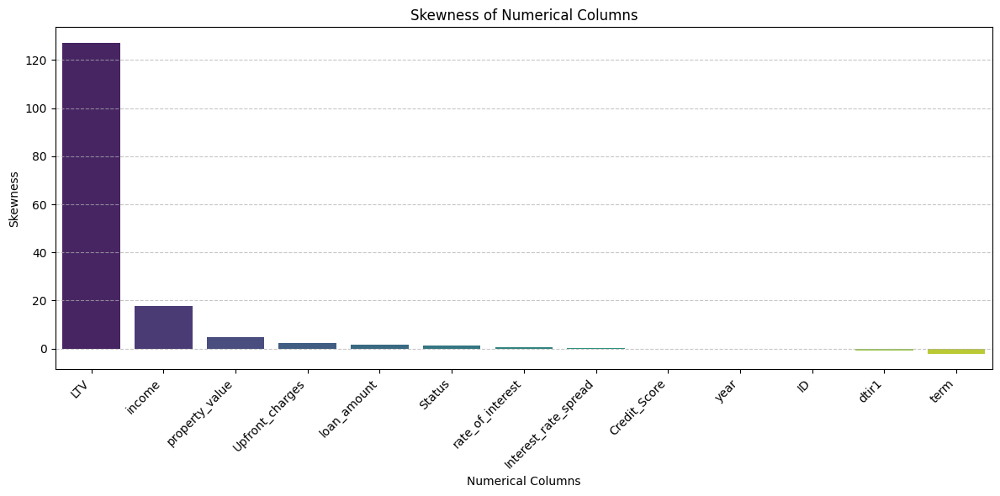 Skewness of Numerical Columns
120
100
80
60
40
20
0
Skewness
LTV
income
property_value
Upfront_charges
loan_amount
Status
rate_of_interest
Interest_rate_spread
Credit_Score
year
ID
dtir1
term
Numerical Columns